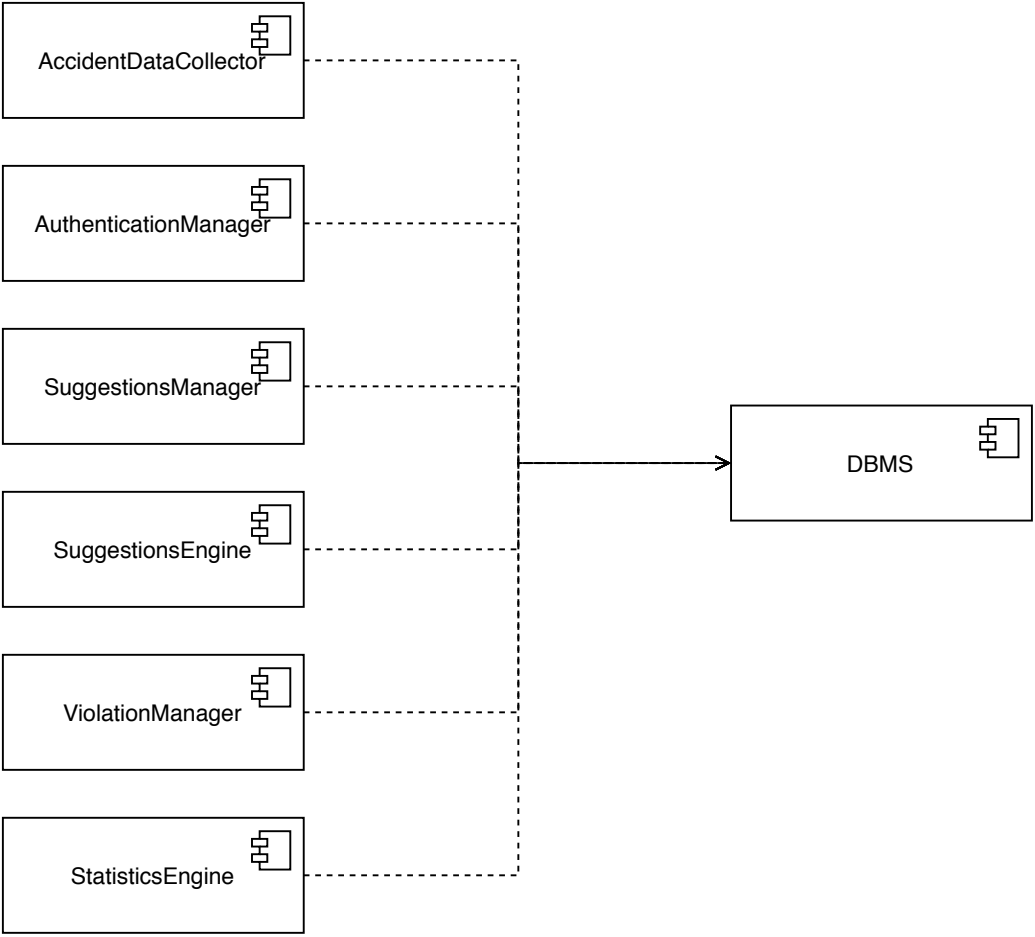 AccidentDataCollector
AuthenticationManager
SuggestionsManager
DBMS
SuggestionsEngine
ViolationManager
StatisticsEngine